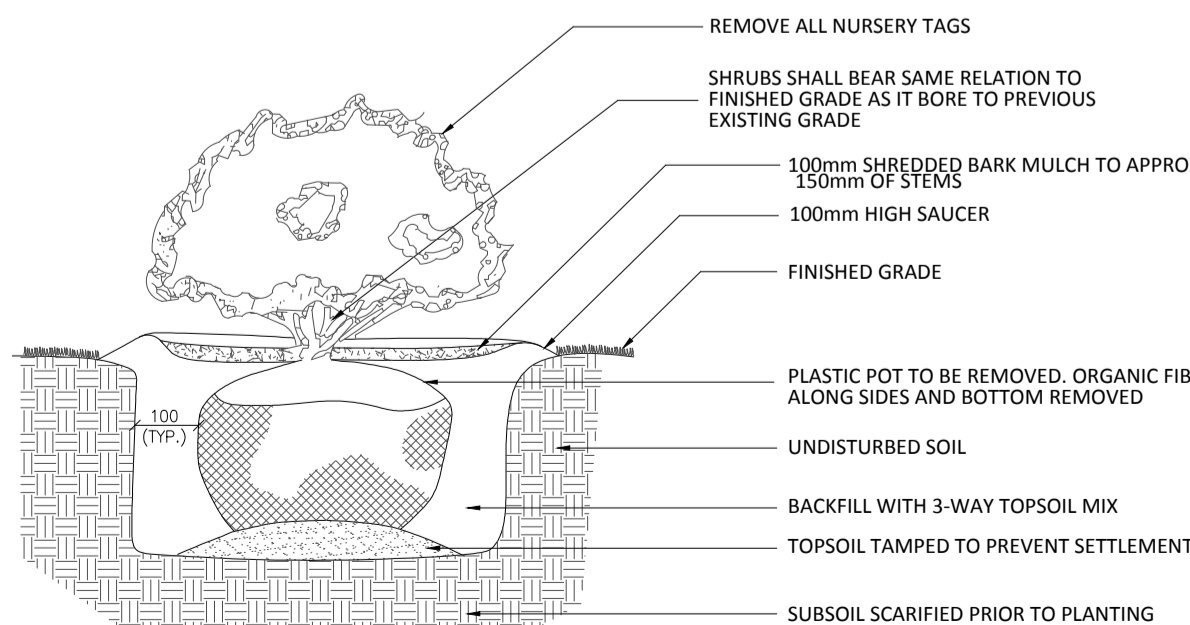 REMOVE ALL NURSERY TAGS
SHRUBS SHALL BEAR SAME RELATION TO
FINISHED GRADE AS IT BORE TO PREVIOUS
EXISTING GRADE
100mm SHREDDED BARK MULCH TO APPRO
150mm OF STEMS
100mm HIGH SAUCER
FINISHED GRADE
PLASTIC POT TO BE REMOVED. ORGANIC FIB
ALONG SIDES AND BOTTOM REMOVED
100
(TYP.)
UNDISTURBED SOIL
BACKFILL WITH 3-WAY TOPSOIL MIX
TOPSOIL TAMPED TO PREVENT SETTLEMENT
SUBSOIL SCARIFIED PRIOR TO PLANTING